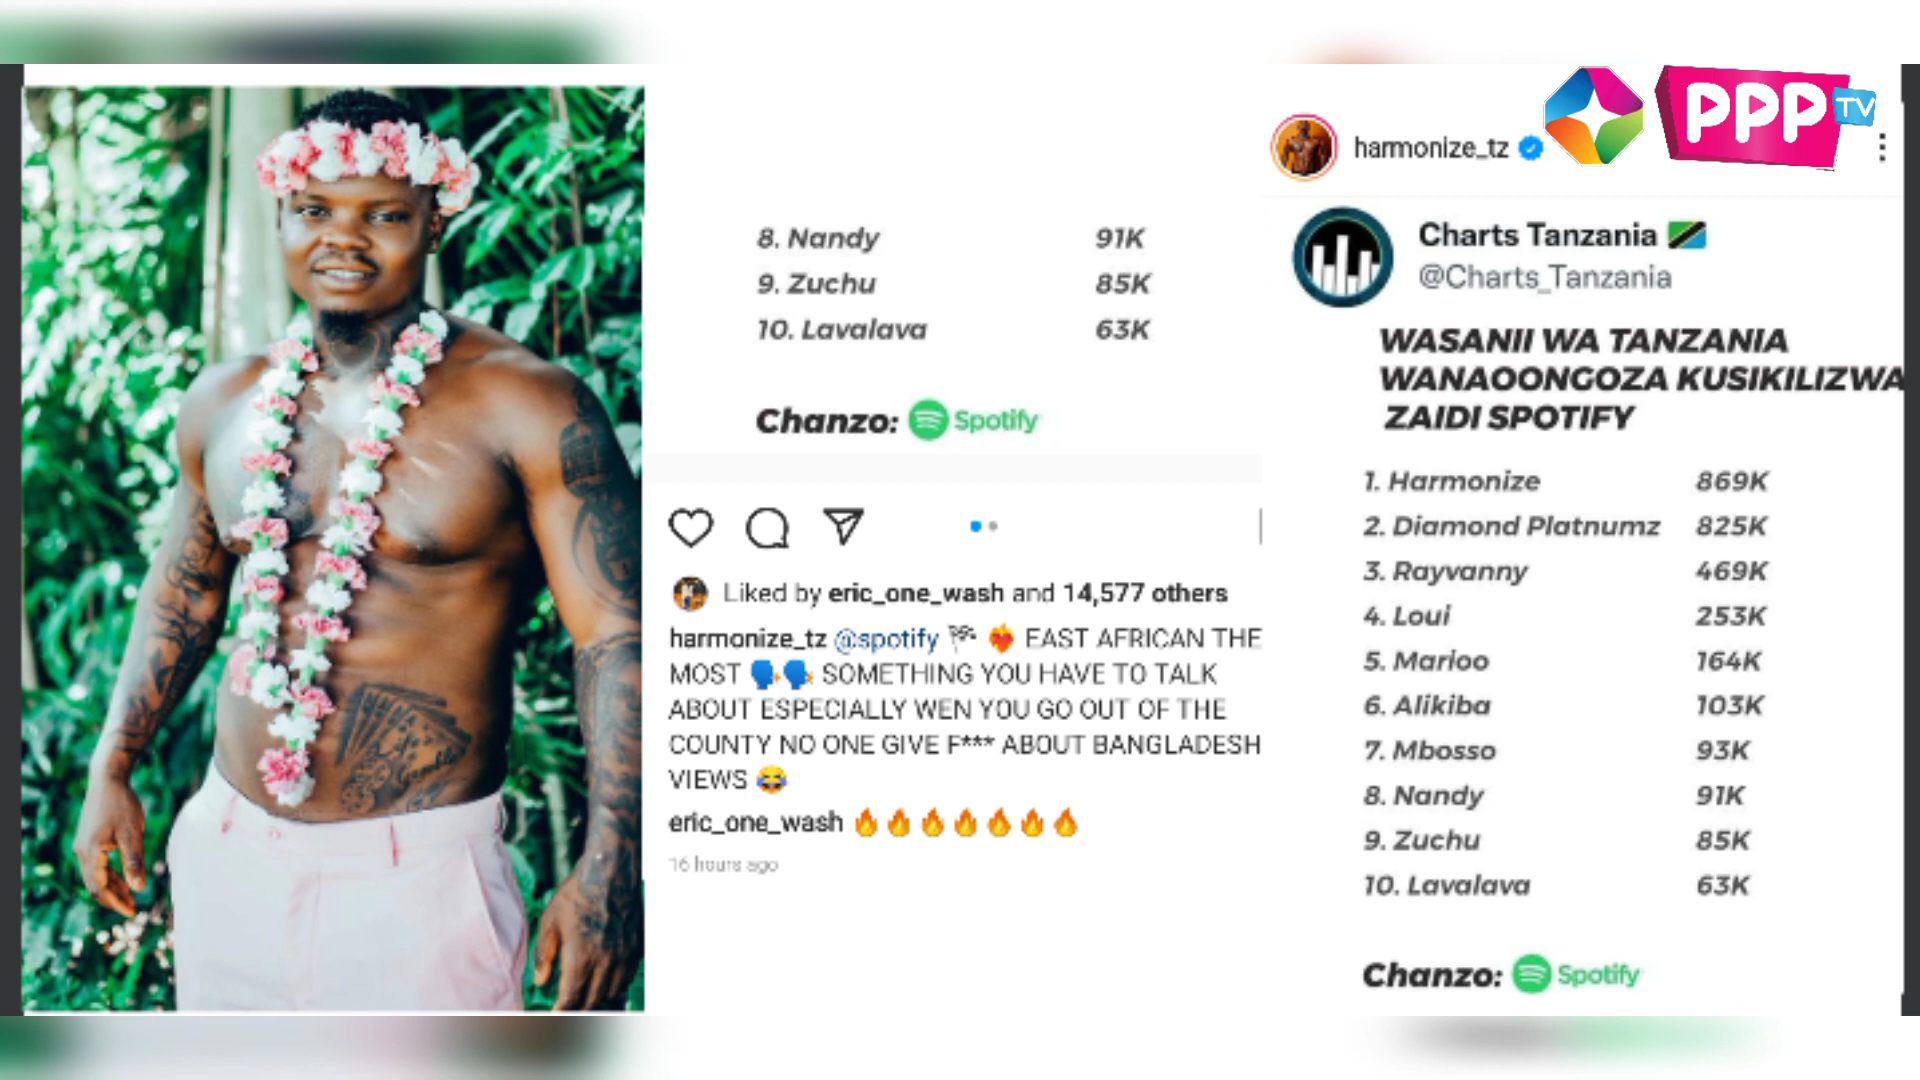 PPP TV
8. Nandy 91K
9. Zuchu 85K
10. Lavalava 63K
Chanzo: Spotify
Liked by eric_one_wash and 14,577 others
harmonize_tz @spotify EAST AFRICAN THE
MOST SOMETHING YOU HAVE TO TALK
ABOUT ESPECIALLY WEN YOU GO OUT OF THE
COUNTY NO ONE GIVE F*** ABOUT BANGLADESH
VIEWS
eric_one_wash
16 hours ago
harmonize_tz
Charts Tanzania
@Charts_Tanzania
WASANII WA TANZANIA
WANAOONGOZA KUSIKILIZWA
ZAIDI SPOTIFY
1. Harmonize 869K
2. Diamond Platnumz 825K
3. Rayvanny 469K
4. Loui 253K
5. Marioo 164K
6. Alikiba 103K
7. Mbosso 93K
8. Nandy 91K
9. Zuchu 85K
10. Lavalava 63K
Chanzo: Spotify